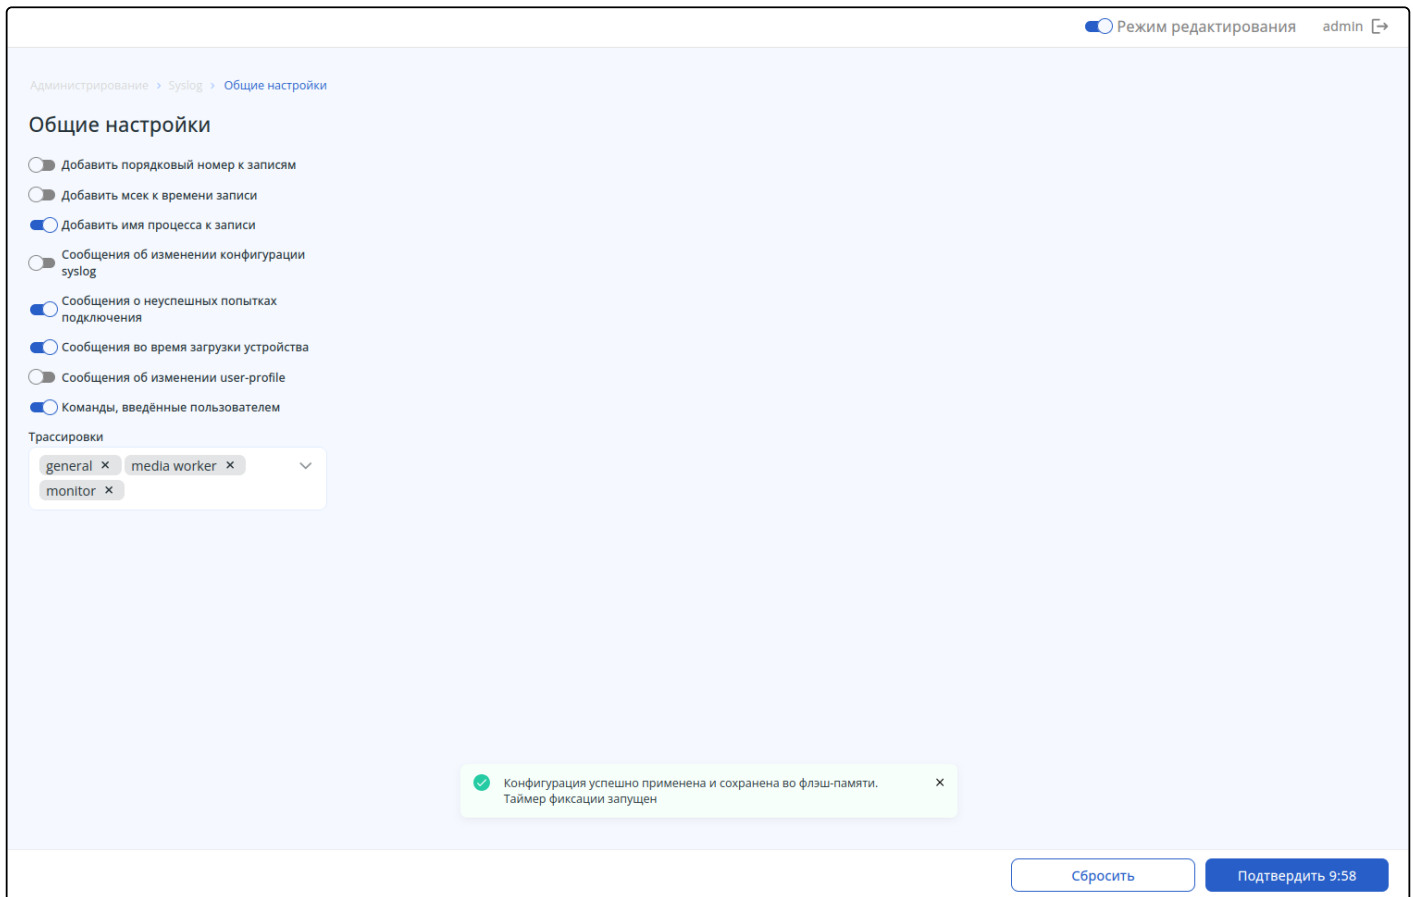 Режим редактирования admin
Администрирование › Syslog › Общие настройки
Общие настройки
Добавить порядковый номер к записям
Добавить мсек к времени записи
Добавить имя процесса к записи
Сообщения об изменении конфигурации
syslog
Сообщения о неуспешных попытках
подключения
Сообщения во время загрузки устройства
Сообщения об изменении user-profile
Команды, введённые пользователем
Трассировки
general × media worker ×
monitor ×
Конфигурация успешно применена и сохранена во флэш-памяти.
Таймер фиксации запущен
Сбросить Подтвердить 9:58